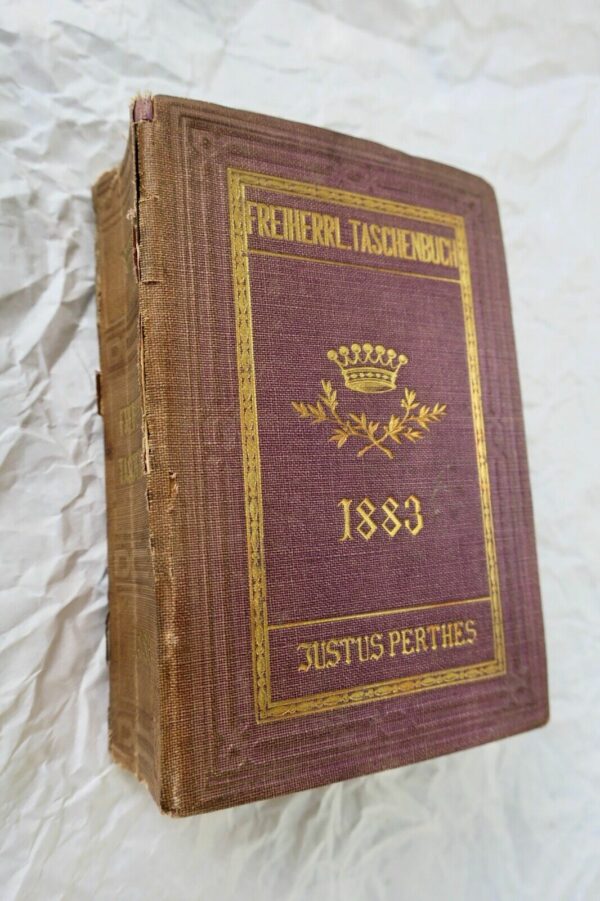 FREIHERRL. TASCHENBUCH
1883
JUSTUS PERTHES